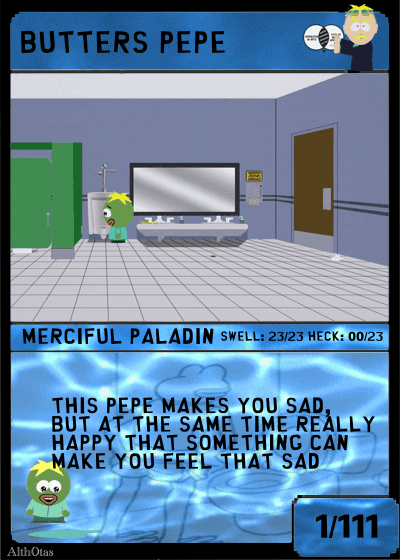 BUTTERS PEPE
MERCIFUL PALADIN SWELL: 23/23 HECK: 00/23
THIS PEPE MAKES YOU SAD,
BUT AT THE SAME TIME REALLY
HAPPY THAT SOMETHING CAN
MAKE YOU FEEL THAT SAD
1/111
AlthOtas